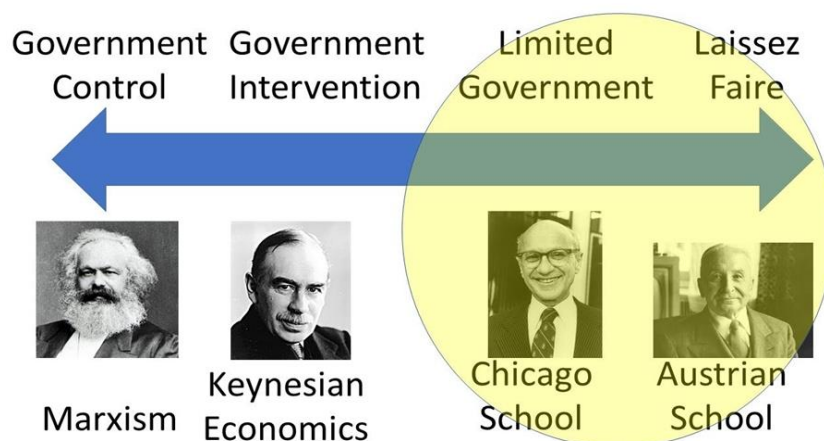 Government
Control
Government
Intervention
Limited
Government
Laissez
Faire
Marxism
Keynesian
Economics
Chicago
School
Austrian
School